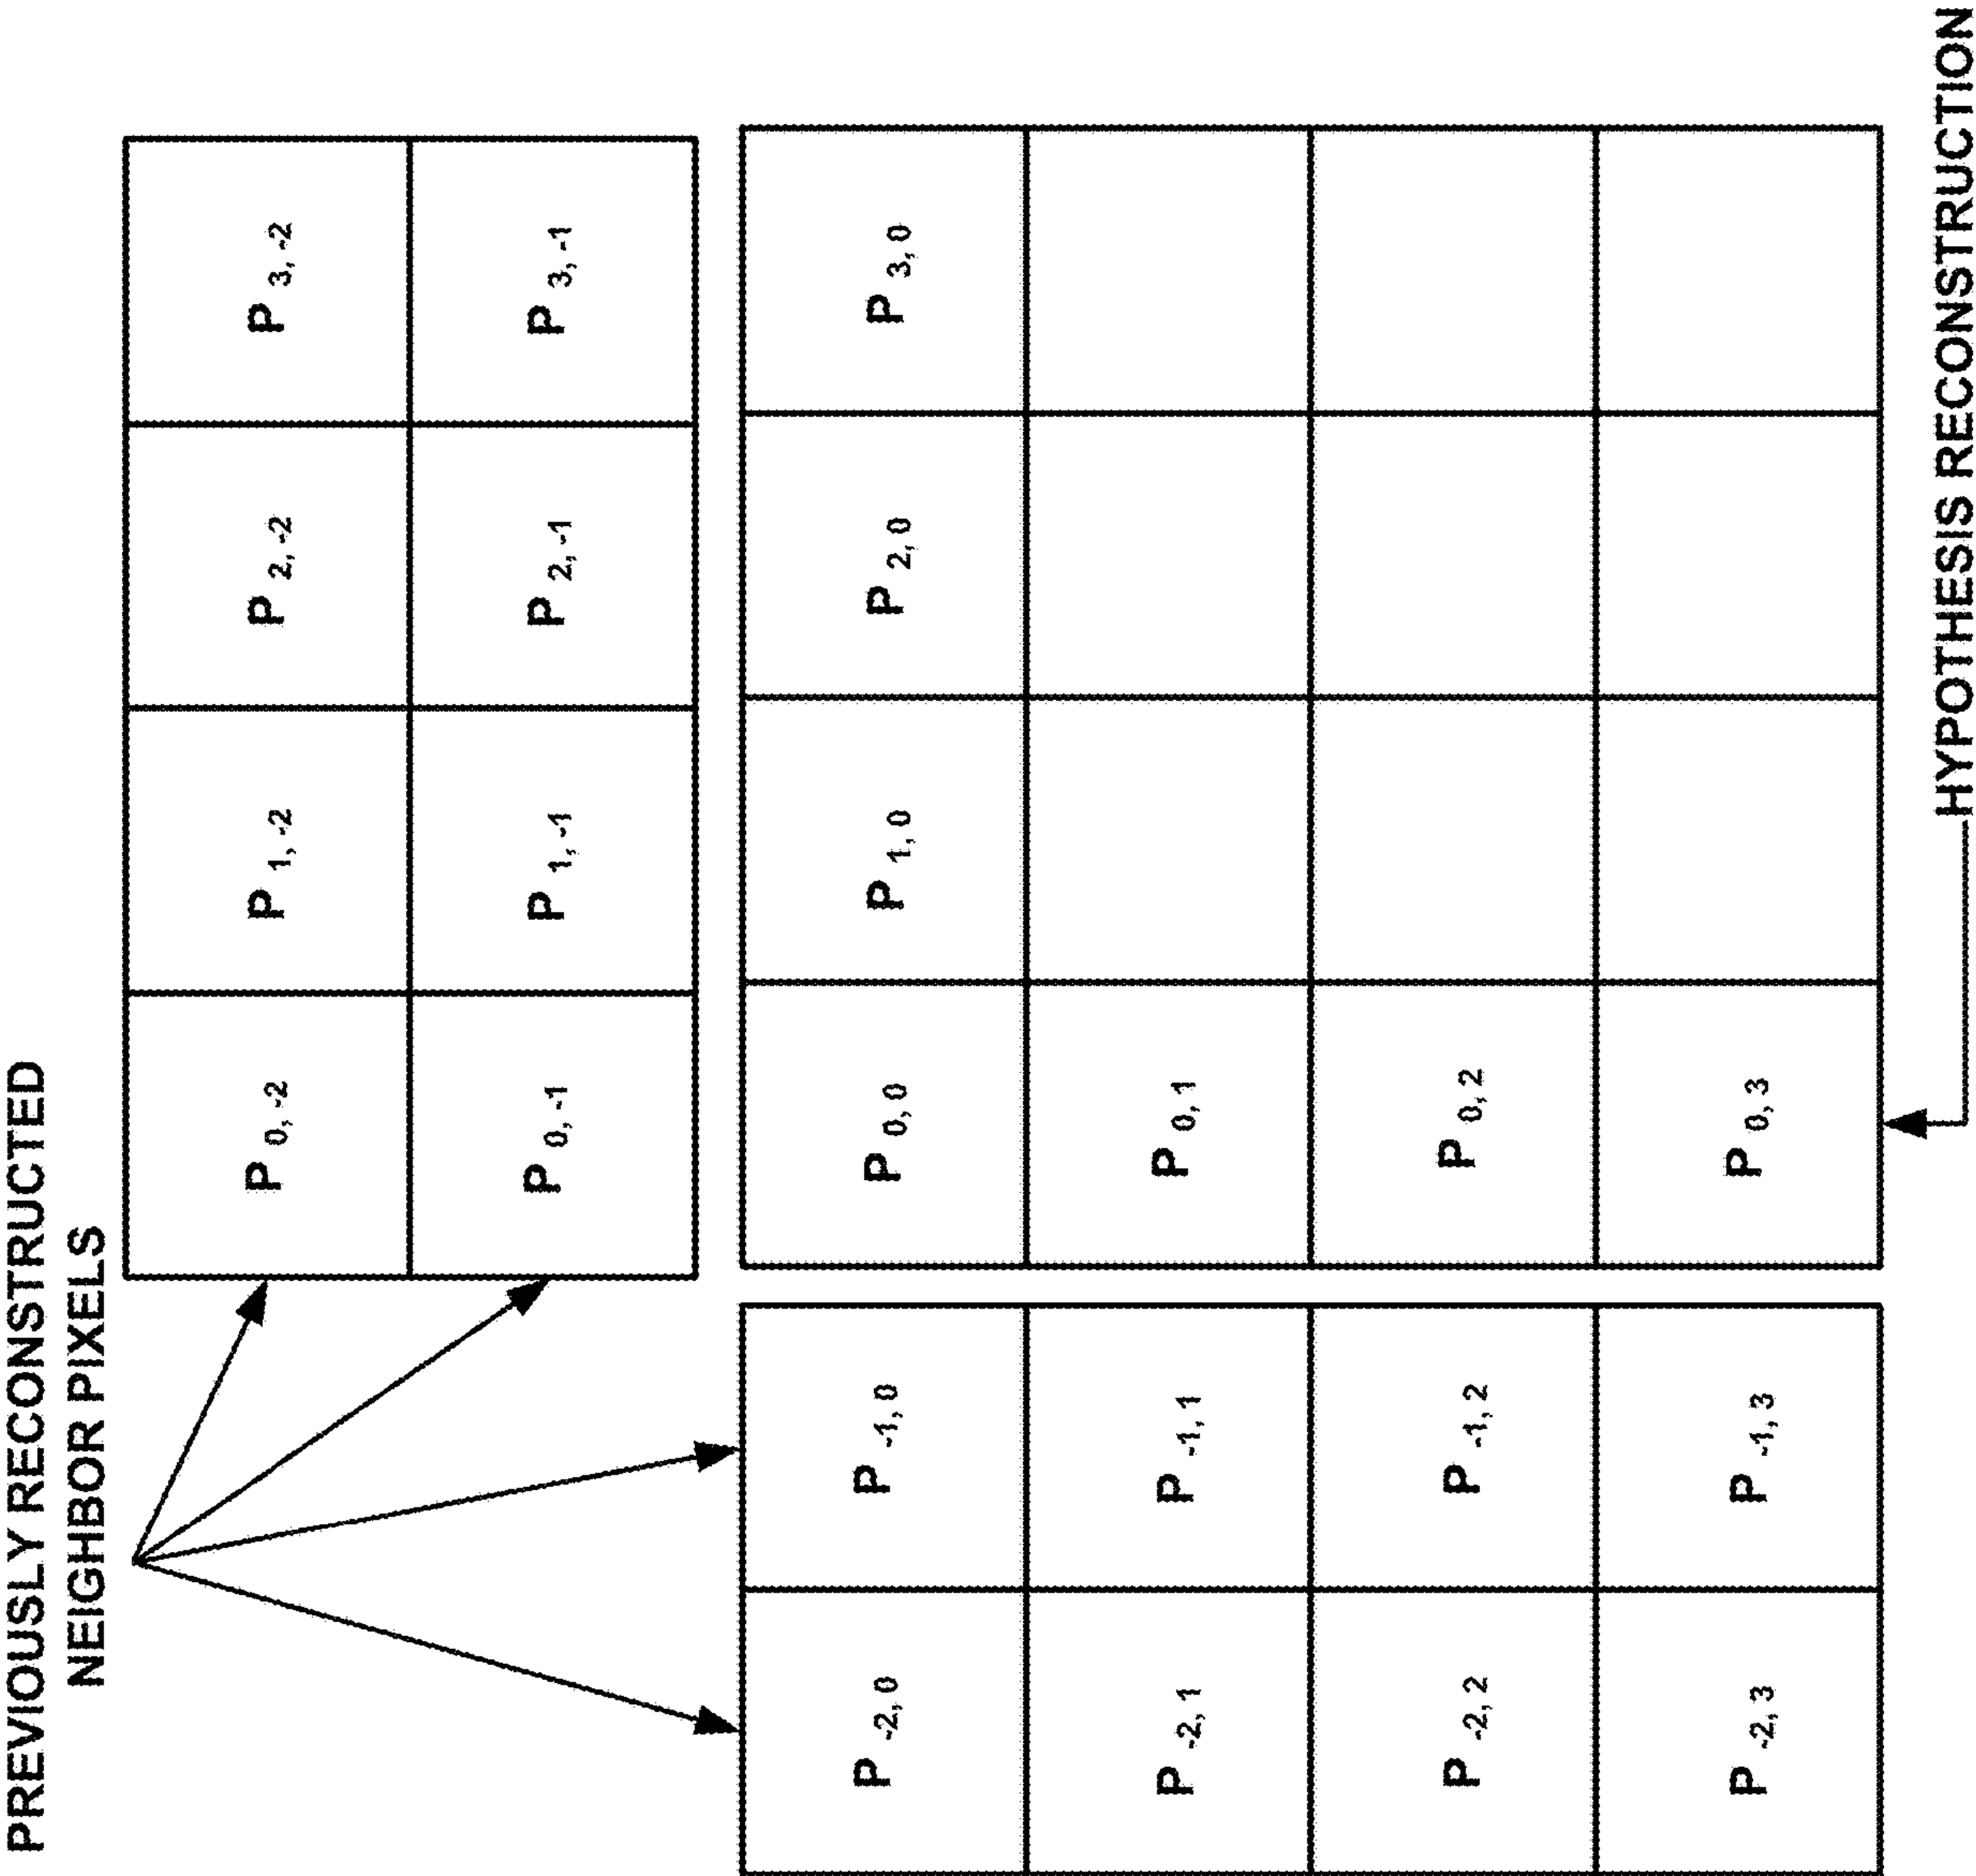 PREVIOUSLY RECONSTRUCTED
NEIGHBOR PIXELS
P 0, -2 P 1, -2 P 2, -2 P 3, -2
P 0, -1 P 1, -1 P 2, -1 P 3, -1
P -2, 0 P -1, 0 P 0, 0 P 1, 0 P 2, 0 P 3, 0
P -2, 1 P -1, 1 P 0, 1
P -2, 2 P -1, 2 P 0, 2
P -2, 3 P -1, 3 P 0, 3
HYPOTHESIS RECONSTRUCTION